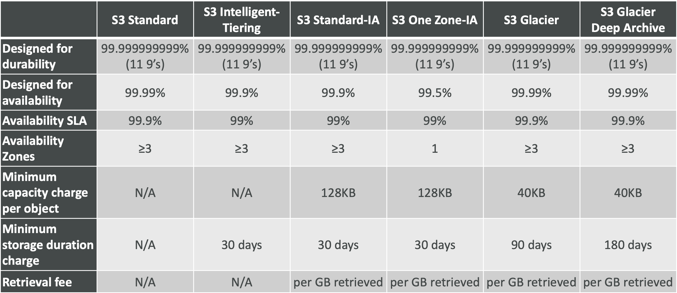 S3 Standard S3 Intelligent-Tiering S3 Standard-IA S3 One Zone-IA S3 Glacier S3 Glacier Deep Archive
Designed for durability 99.999999999% (11 9’s) 99.999999999% (11 9’s) 99.999999999% (11 9’s) 99.999999999% (11 9’s) 99.999999999% (11 9’s) 99.999999999% (11 9’s)
Designed for availability 99.99% 99.9% 99.9% 99.5% 99.99% 99.99%
Availability SLA 99.9% 99% 99% 99% 99.9% 99.9%
Availability Zones ≥3 ≥3 ≥3 1 ≥3 ≥3
Minimum capacity charge per object N/A N/A 128KB 128KB 40KB 40KB
Minimum storage duration charge N/A 30 days 30 days 30 days 90 days 180 days
Retrieval fee N/A N/A per GB retrieved per GB retrieved per GB retrieved per GB retrieved